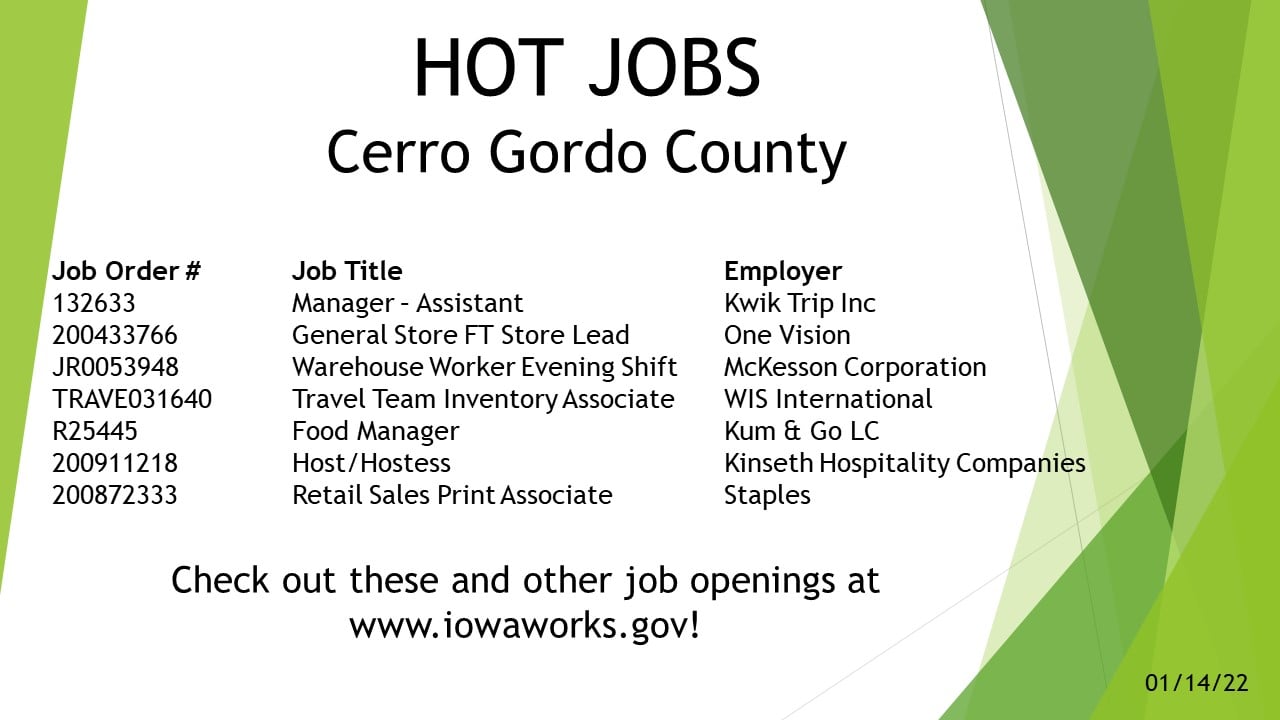 HOT JOBS
Cerro Gordo County
Job Order # Job Title Employer
132633 Manager – Assistant Kwik Trip Inc
200433766 General Store FT Store Lead One Vision
JR0053948 Warehouse Worker Evening Shift McKesson Corporation
TRAVE031640 Travel Team Inventory Associate WIS International
R25445 Food Manager Kum & Go LC
200911218 Host/Hostess Kinseth Hospitality Companies
200872333 Retail Sales Print Associate Staples
Check out these and other job openings at
www.iowaworks.gov!
01/14/22